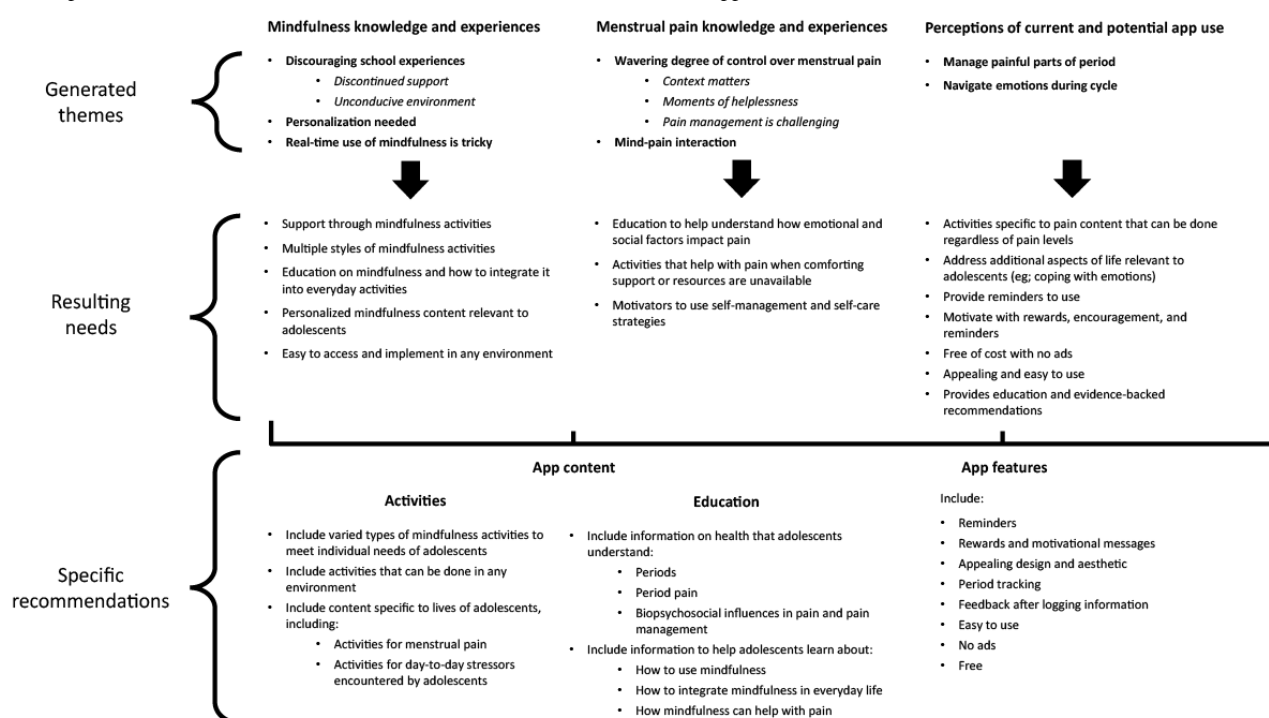 Mindfulness knowledge and experiences
Menstrual pain knowledge and experiences
Perceptions of current and potential app use
Generated
themes
• Discouraging school experiences
• Discontinued support
• Unconducive environment
• Personalization needed
• Real-time use of mindfulness is tricky
• Wavering degree of control over menstrual pain
• Context matters
• Moments of helplessness
• Pain management is challenging
• Mind-pain interaction
• Manage painful parts of period
• Navigate emotions during cycle
Resulting
needs
• Support through mindfulness activities
• Multiple styles of mindfulness activities
• Education on mindfulness and how to integrate it
into everyday activities
• Personalized mindfulness content relevant to
adolescents
• Easy to access and implement in any environment
• Education to help understand how emotional and
social factors impact pain
• Activities that help with pain when comforting
support or resources are unavailable
• Motivators to use self-management and self-care
strategies
• Activities specific to pain content that can be done
regardless of pain levels
• Address additional aspects of life relevant to
adolescents (eg; coping with emotions)
• Provide reminders to use
• Motivate with rewards, encouragement, and
reminders
• Free of cost with no ads
• Appealing and easy to use
• Provides education and evidence-backed
recommendations
Specific
recommendations
App content
Activities
• Include varied types of mindfulness activities to
meet individual needs of adolescents
• Include activities that can be done in any
environment
• Include content specific to lives of adolescents,
including:
• Activities for menstrual pain
• Activities for day-to-day stressors
encountered by adolescents
Education
• Include information on health that adolescents
understand:
• Periods
• Period pain
• Biopsychosocial influences in pain and pain
management
• Include information to help adolescents learn about:
• How to use mindfulness
• How to integrate mindfulness in everyday life
• How mindfulness can help with pain
App features
Include:
• Reminders
• Rewards and motivational messages
• Appealing design and aesthetic
• Period tracking
• Feedback after logging information
• Easy to use
• No ads
• Free